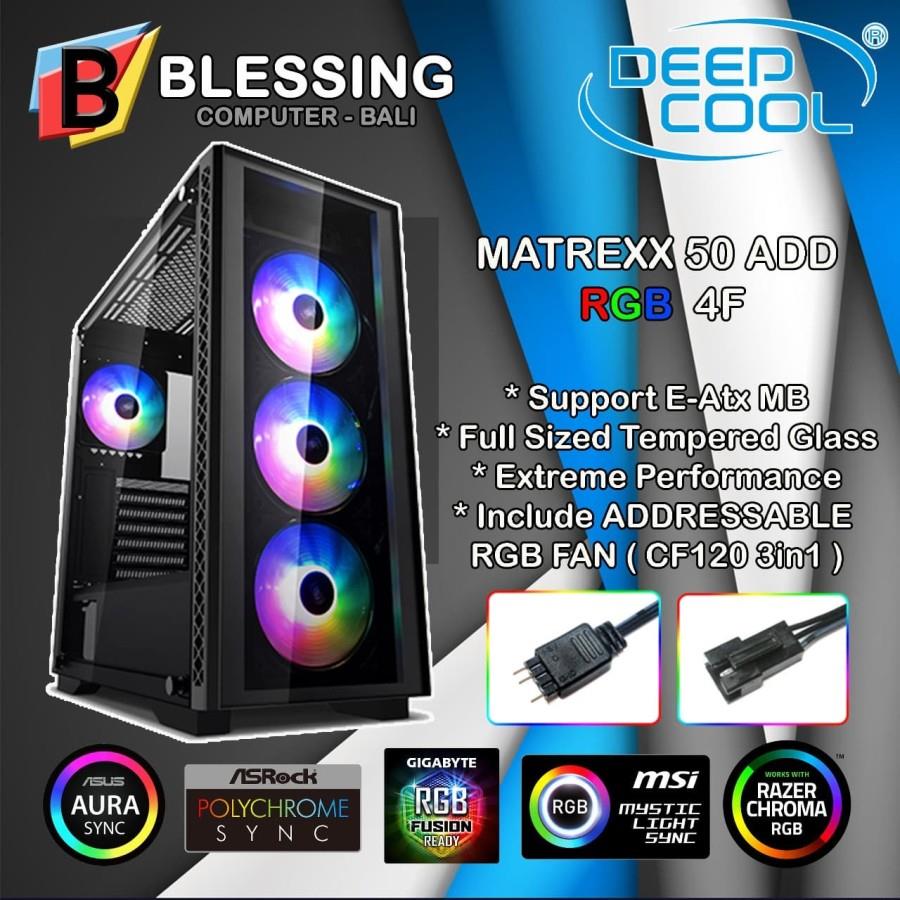 B BLESSING
COMPUTER - BALI
DEEP
COOL ®
MATREXX 50 ADD
RGB 4F
* Support E-Atx MB
* Full Sized Tempered Glass
* Extreme Performance
* Include ADDRESSABLE
RGB FAN ( CF120 3in1 )
ASUS
AURA
SYNC
ASRock
POLYCHROME
SYNC
GIGABYTE
RGB
FUSION
READY
RGB
msi
MYSTIC
LIGHT
SYNC
WORKS WITH
RAZER
CHROMA
RGB
™